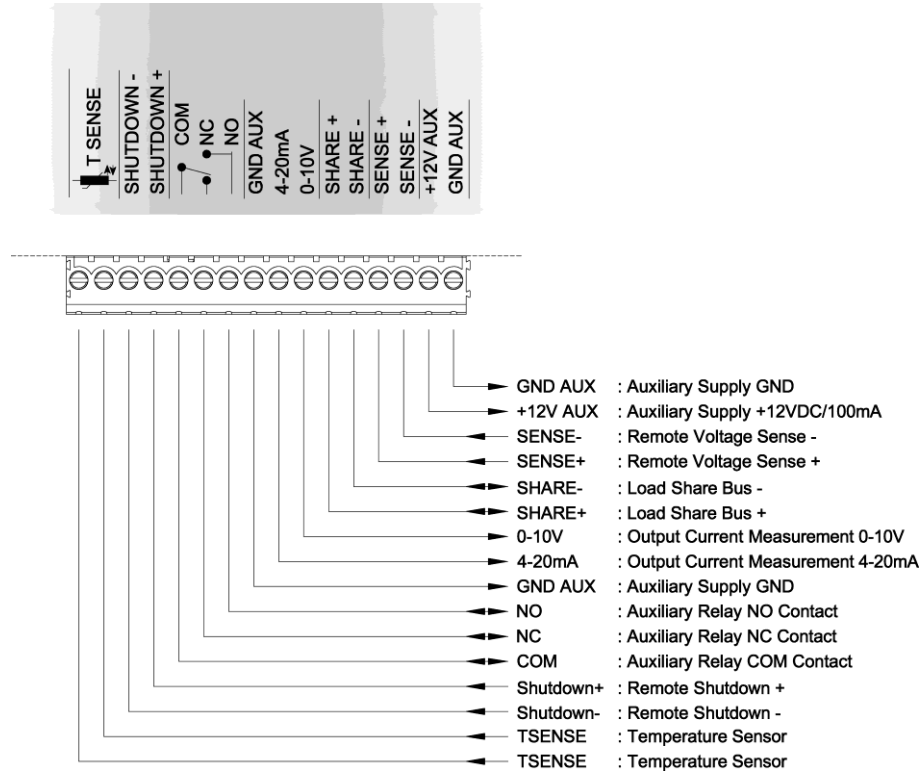 T SENSE
SHUTDOWN -
SHUTDOWN +
COM
NC
NO
GND AUX
4-20mA
0-10V
SHARE +
SHARE -
SENSE +
SENSE -
+12V AUX
GND AUX
GND AUX : Auxiliary Supply GND
+12V AUX : Auxiliary Supply +12VDC/100mA
SENSE- : Remote Voltage Sense -
SENSE+ : Remote Voltage Sense +
SHARE- : Load Share Bus -
SHARE+ : Load Share Bus +
0-10V : Output Current Measurement 0-10V
4-20mA : Output Current Measurement 4-20mA
GND AUX : Auxiliary Supply GND
NO : Auxiliary Relay NO Contact
NC : Auxiliary Relay NC Contact
COM : Auxiliary Relay COM Contact
Shutdown+ : Remote Shutdown +
Shutdown- : Remote Shutdown -
TSENSE : Temperature Sensor
TSENSE : Temperature Sensor